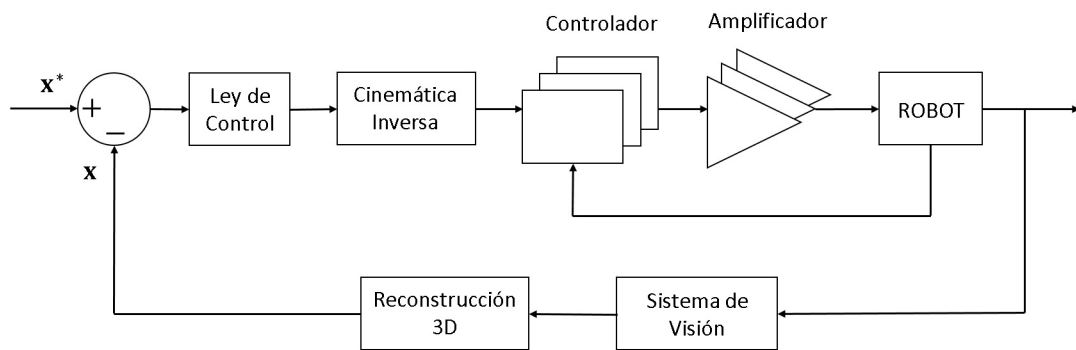 Controlador
Amplificador
x*
+
−
Ley de
Control
Cinemática
Inversa
ROBOT
x
Reconstrucción
3D
Sistema de
Visión